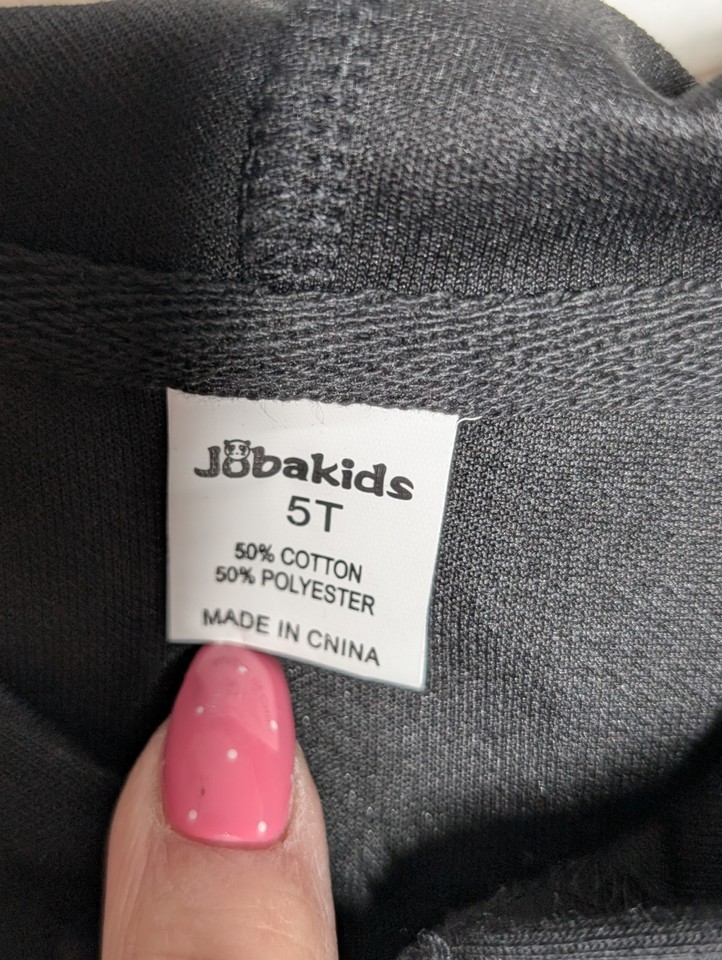 Jobakids
5T
50% COTTON
50% POLYESTER
MADE IN CNINA